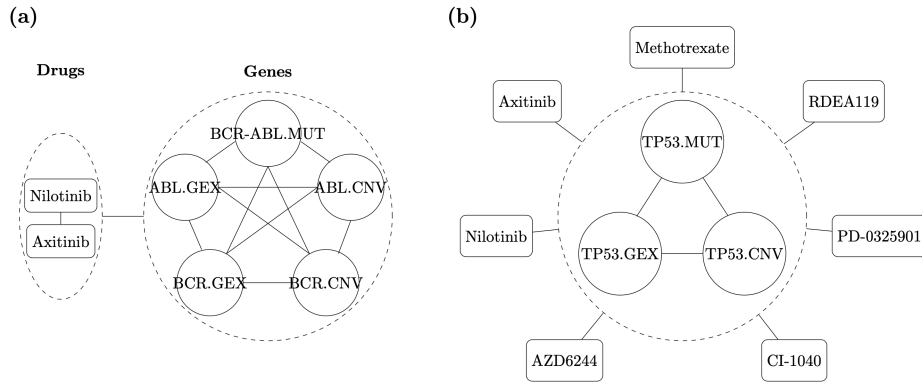 (a)
Drugs
Genes
BCR-ABL.MUT
ABL.GEX
ABL.CNV
Nilotinib
Axitinib
BCR.GEX
BCR.CNV
(b)
Methotrexate
Axitinib
RDEA119
TP53.MUT
Nilotinib
PD-0325901
TP53.GEX
TP53.CNV
AZD6244
CI-1040